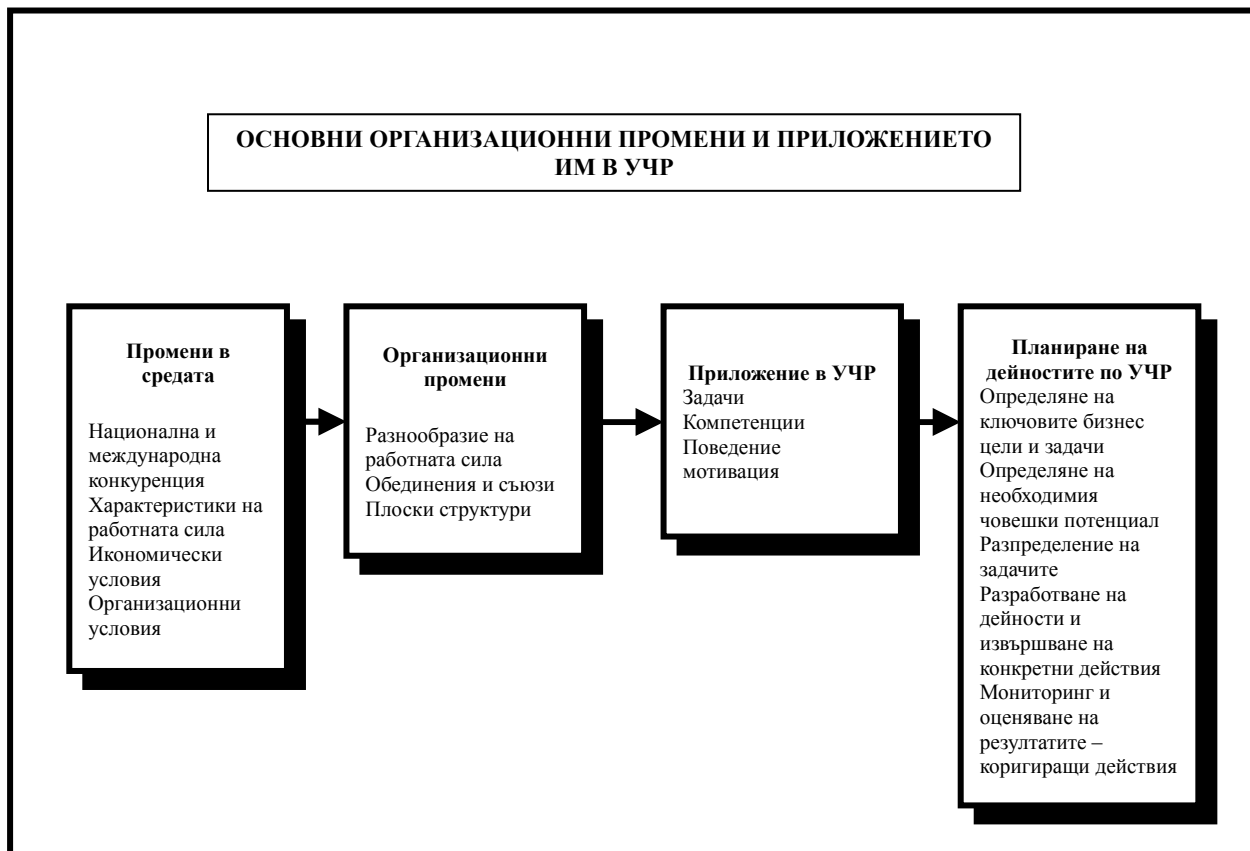 ОСНОВНИ ОРГАНИЗАЦИОННИ ПРОМЕНИ И ПРИЛОЖЕНИЕТО
ИМ В УЧР
Промени в
средата
Национална и
международна
конкуренция
Характеристики на
работната сила
Икономически
условия
Организационни
условия
Организационни
промени
Разнообразие на
работната сила
Обединения и съюзи
Плоски структури
Приложение в УЧР
Задачи
Компетенции
Поведение
мотивация
Планиране на
дейностите по УЧР
Определяне на
ключовите бизнес
цели и задачи
Определяне на
необходимия
човешки потенциал
Разпределение на
задачите
Разработване на
дейности и
извършване на
конкретни действия
Мониторинг и
оценяване на
резултатите –
коригиращи действия